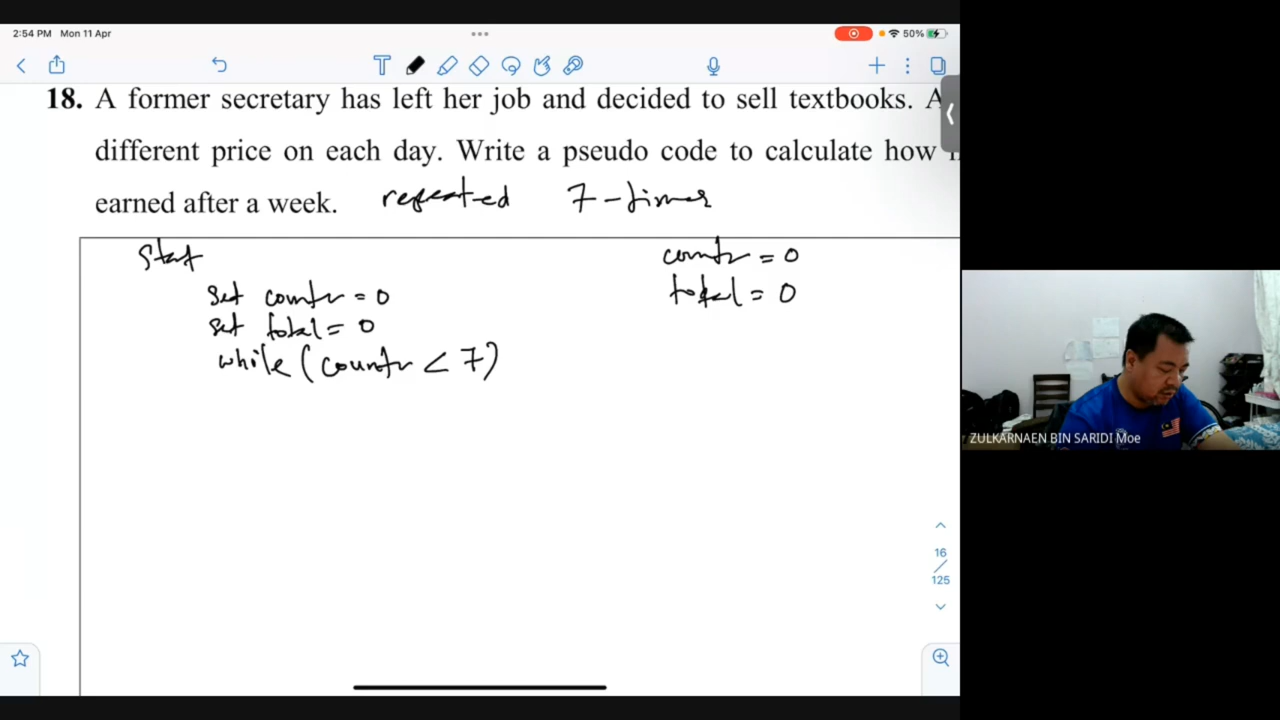 2:54 PM Mon 11 Apr
50%
18. A former secretary has left her job and decided to sell textbooks. A
different price on each day. Write a pseudo code to calculate how
earned after a week. repeated 7-times
Start
counter = 0
total = 0
set counter = 0
set total = 0
while (counter < 7)
ZULKARNAEN BIN SARIDI Moe
16
125